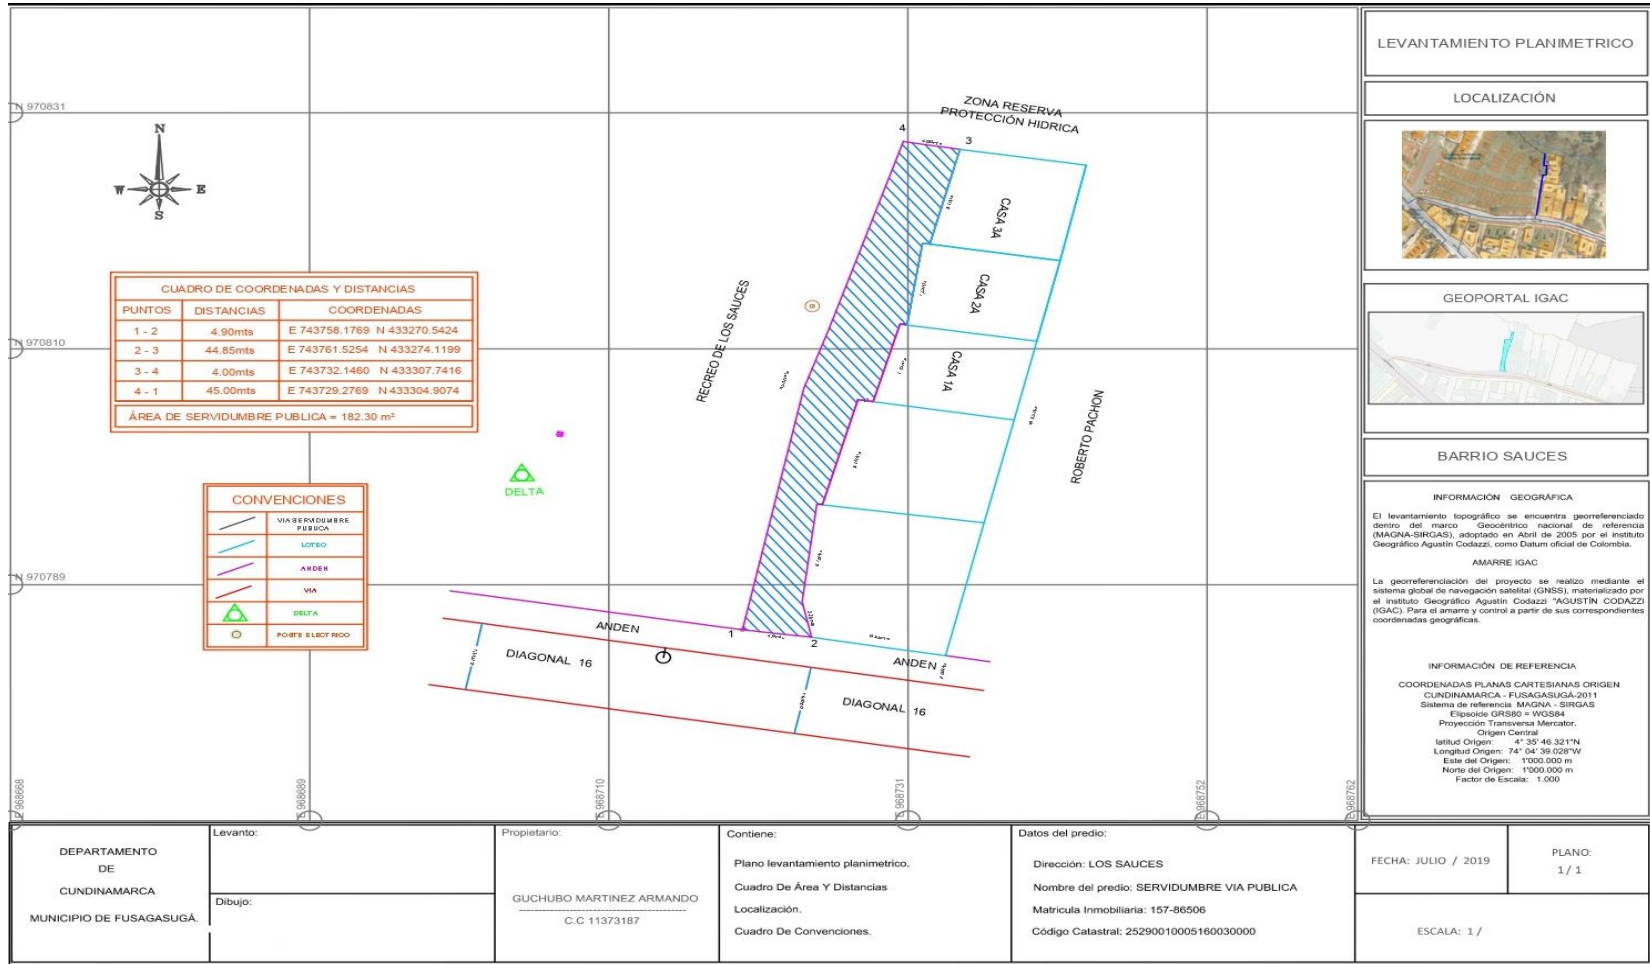 LEVANTAMIENTO PLANIMETRICO
LOCALIZACIÓN
GEOPORTAL IGAC
BARRIO SAUCES
INFORMACIÓN GEOGRÁFICA
El levantamiento topográfico se encuentra georreferenciado
dentro del marco Geocéntrico nacional de referencia
(MAGNA-SIRGAS), adoptado en Abril de 2005 por el instituto
Geográfico Agustín Codazzi, como Datum oficial de Colombia.
AMARRE IGAC
La georreferenciación del proyecto se realizo mediante el
sistema global de navegación satelital (GNSS), materializado por
el instituto Geográfico Agustin Codazzi "AGUSTÍN CODAZZI
(IGAC). Para el amarre y control a partir de sus correspondientes
coordenadas geográficas.
INFORMACIÓN DE REFERENCIA
COORDENADAS PLANAS CARTESIANAS ORIGEN
CUNDINAMARCA - FUSAGASUGÁ-2011
Sistema de referencia MAGNA - SIRGAS
Elipsoide GRS80 = WGS84
Proyección Transversa Mercator.
Origen Central
latitud Origen: 4° 35' 46.321"N
Longitud Origen: 74° 04' 39.028"W
Este del Origen: 1'000.000 m
Norte del Origen: 1'000.000 m
Factor de Escala: 1.000
N 970831
N 970810
N 970789
E 968668
E 968689
E 968710
E 968731
E 968752
E 968762
N
W
E
S
CUADRO DE COORDENADAS Y DISTANCIAS
PUNTOS DISTANCIAS COORDENADAS
1 - 2 4.90mts E 743758.1769 N 433270.5424
2 - 3 44.85mts E 743761.5254 N 433274.1199
3 - 4 4.00mts E 743732.1460 N 433307.7416
4 - 1 45.00mts E 743729.2769 N 433304.9074
ÁREA DE SERVIDUMBRE PUBLICA = 182.30 m²
CONVENCIONES
VIA SERVIDUMBRE
PUBLICA
LOTEO
ANDEN
VIA
DELTA
POSTE ELECTRICO
DELTA
ZONA RESERVA
PROTECCIÓN HIDRICA
4
3
CASA 3A
CASA 2A
CASA 1A
RECREO DE LOS SAUCES
ROBERTO PACHON
1
2
ANDEN
ANDEN
DIAGONAL 16
DIAGONAL 16
DEPARTAMENTO
DE
CUNDINAMARCA
MUNICIPIO DE FUSAGASUGÁ.
Levanto:
Dibujo:
Propietario:
GUCHUBO MARTINEZ ARMANDO
C.C 11373187
Contiene:
Plano levantamiento planimetrico.
Cuadro De Área Y Distancias
Localización.
Cuadro De Convenciones.
Datos del predio:
Dirección: LOS SAUCES
Nombre del predio: SERVIDUMBRE VIA PUBLICA
Matricula Inmobiliaria: 157-86506
Código Catastral: 25290010005160030000
FECHA: JULIO / 2019
PLANO:
1 / 1
ESCALA: 1 /